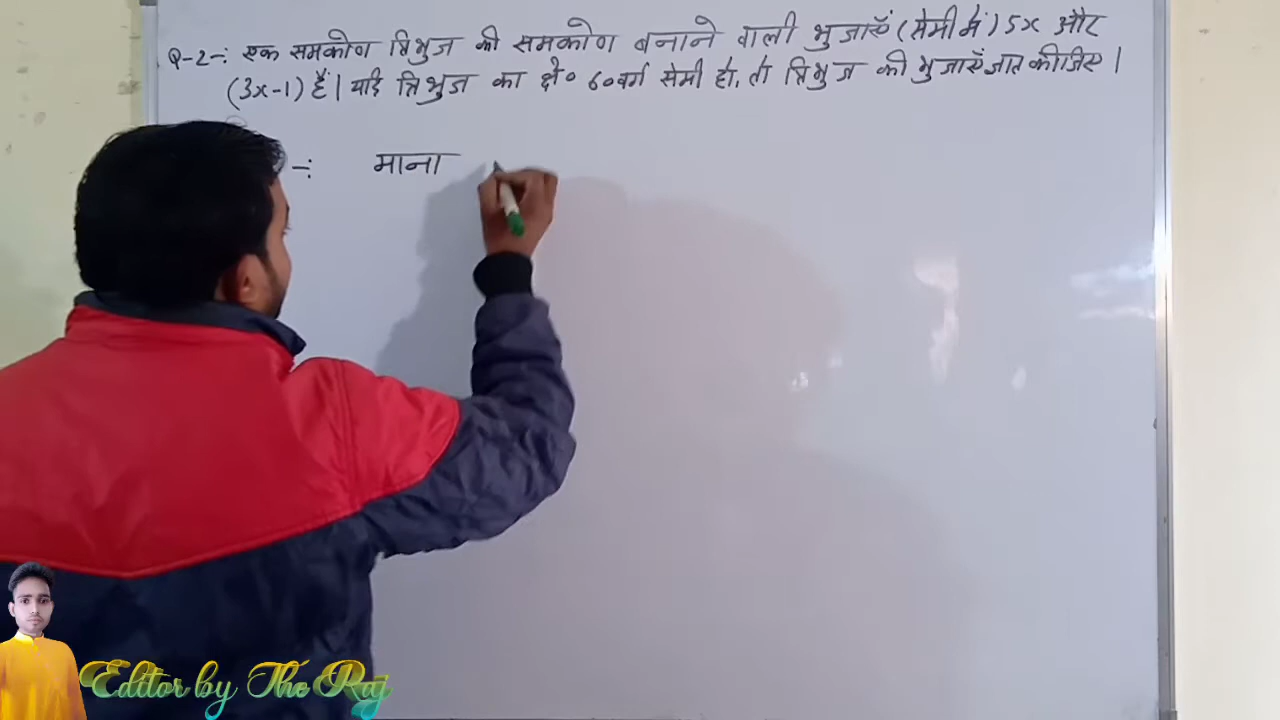 Q-2-: एक समकोण त्रिभुज की समकोण बनाने वाली भुजाएँ (सेमी में) 5x और
(3x-1) हैं। यदि त्रिभुज का क्षे० 60 वर्ग सेमी हो, तो त्रिभुज की भुजाएँ ज्ञात कीजिए।
-: माना
Editor by The Raj